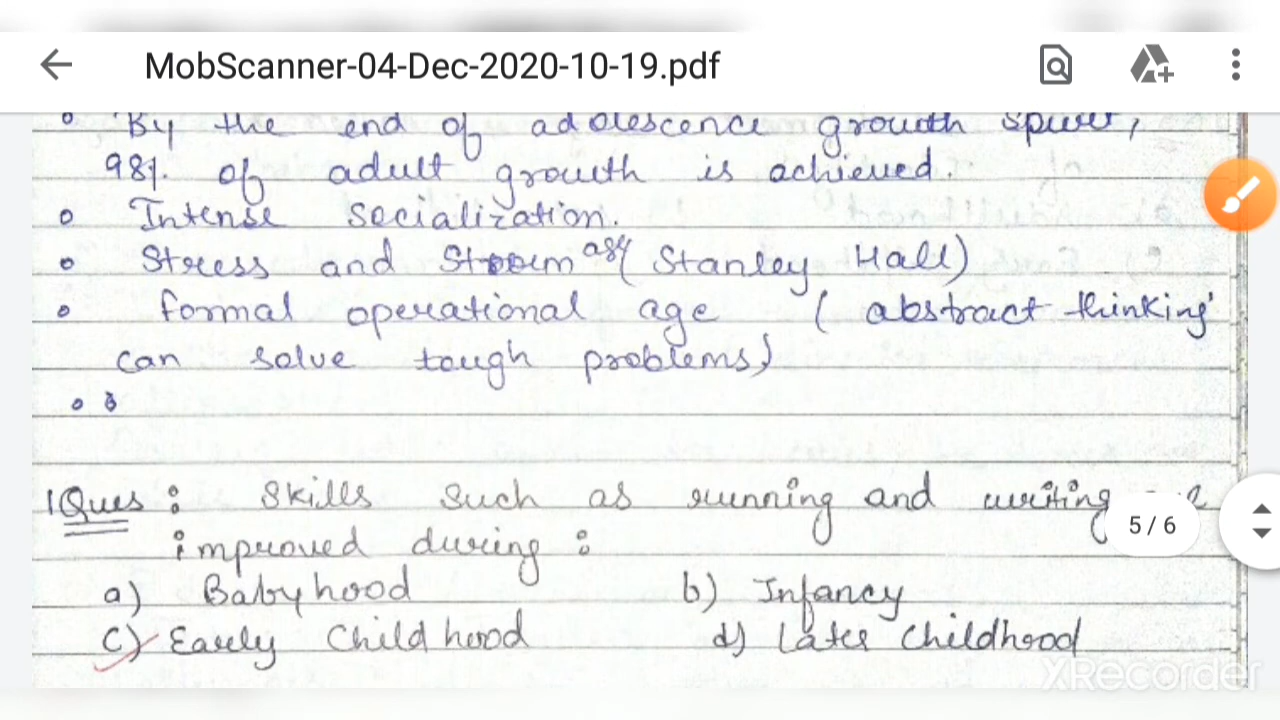 MobScanner-04-Dec-2020-10-19.pdf
By the end of adolescence growth spurt,
98%. of adult growth is achieved.
Intense Socialization.
Stress and Storm age (Stanley Hall)
formal operational age ( abstract thinking
can solve tough problems)
1 Ques : Skills such as running and writing
improved during :
a) Babyhood b) Infancy
c) Early Childhood d) Later Childhood
5 / 6
XRecorder